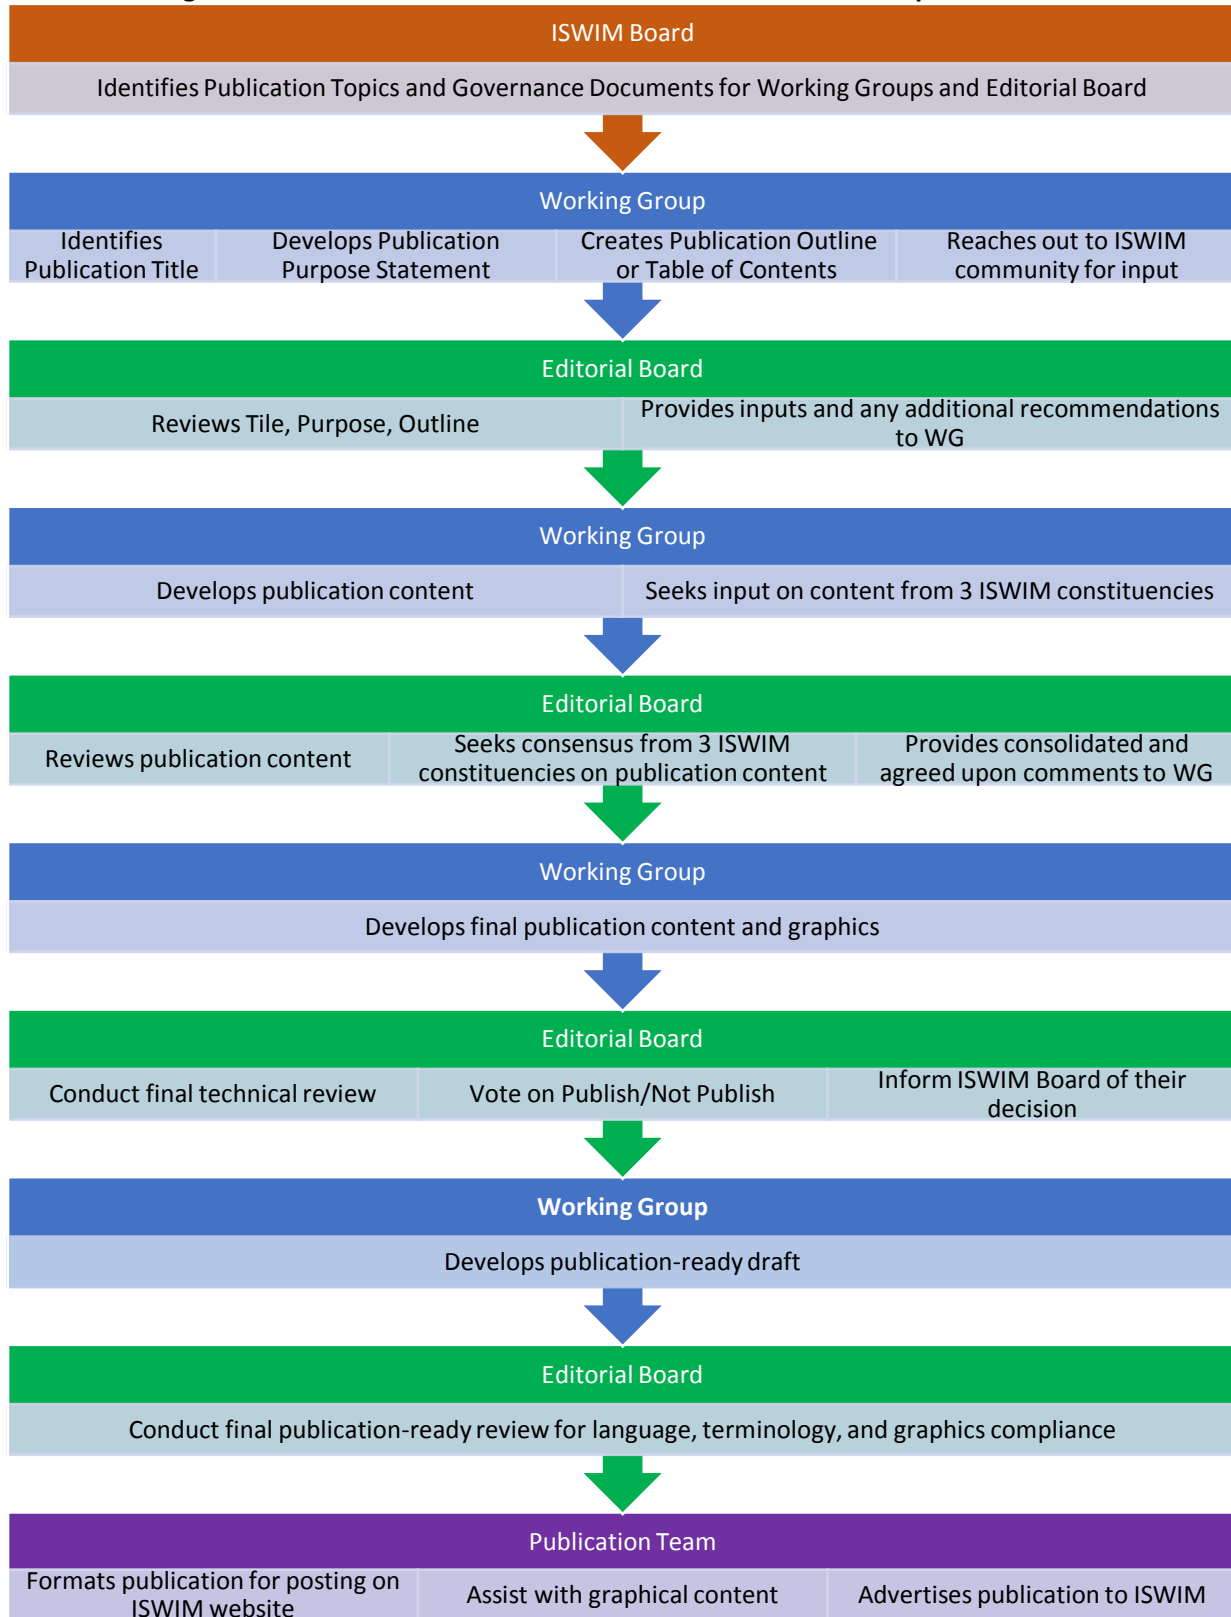 ISWIM Board
Identifies Publication Topics and Governance Documents for Working Groups and Editorial Board
Working Group
Identifies
Publication Title
Develops Publication
Purpose Statement
Creates Publication Outline
or Table of Contents
Reaches out to ISWIM
community for input
Editorial Board
Reviews Tile, Purpose, Outline
Provides inputs and any additional recommendations
to WG
Working Group
Develops publication content
Seeks input on content from 3 ISWIM constituencies
Editorial Board
Reviews publication content
Seeks consensus from 3 ISWIM
constituencies on publication content
Provides consolidated and
agreed upon comments to WG
Working Group
Develops final publication content and graphics
Editorial Board
Conduct final technical review
Vote on Publish/Not Publish
Inform ISWIM Board of their
decision
Working Group
Develops publication-ready draft
Editorial Board
Conduct final publication-ready review for language, terminology, and graphics compliance
Publication Team
Formats publication for posting on
ISWIM website
Assist with graphical content
Advertises publication to ISWIM